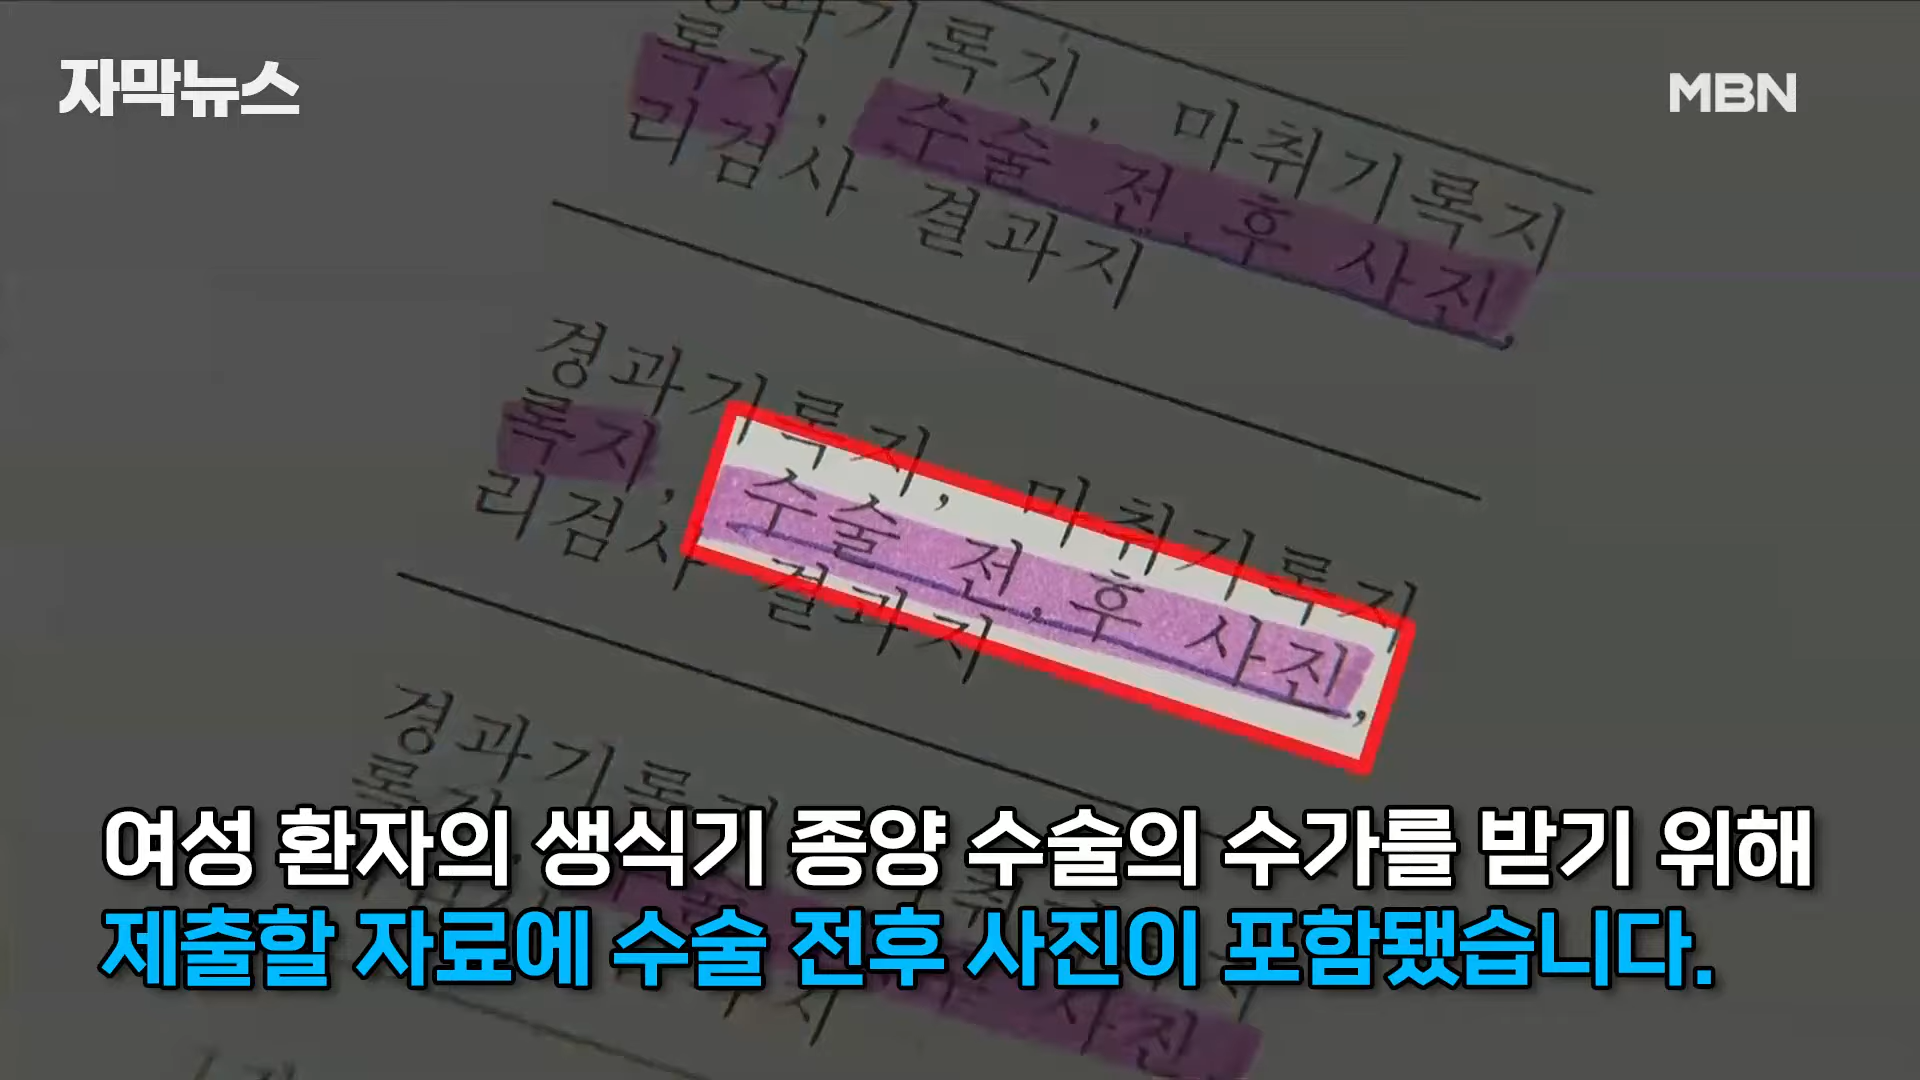 자막뉴스
MBN
경과기록지, 마취기록지
록지, 수술 전.후 사진,
리검사 결과지
경과기록지, 마취기록지
록지, 수술 전.후 사진,
리검사 결과지
경과기록지,
록지,
사진,
여성 환자의 생식기 종양 수술의 수가를 받기 위해
제출할 자료에 수술 전후 사진이 포함됐습니다.